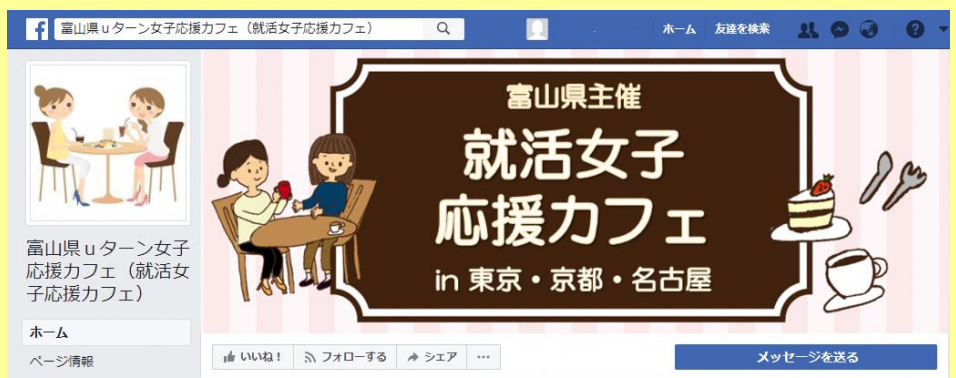 富山県uターン女子応援カフェ（就活女子応援カフェ）
ホーム
友達を検索
富山県主催
就活女子
応援カフェ
in 東京・京都・名古屋
富山県uターン女子
応援カフェ（就活女
子応援カフェ）
ホーム
ページ情報
いいね！
フォローする
シェア
メッセージを送る